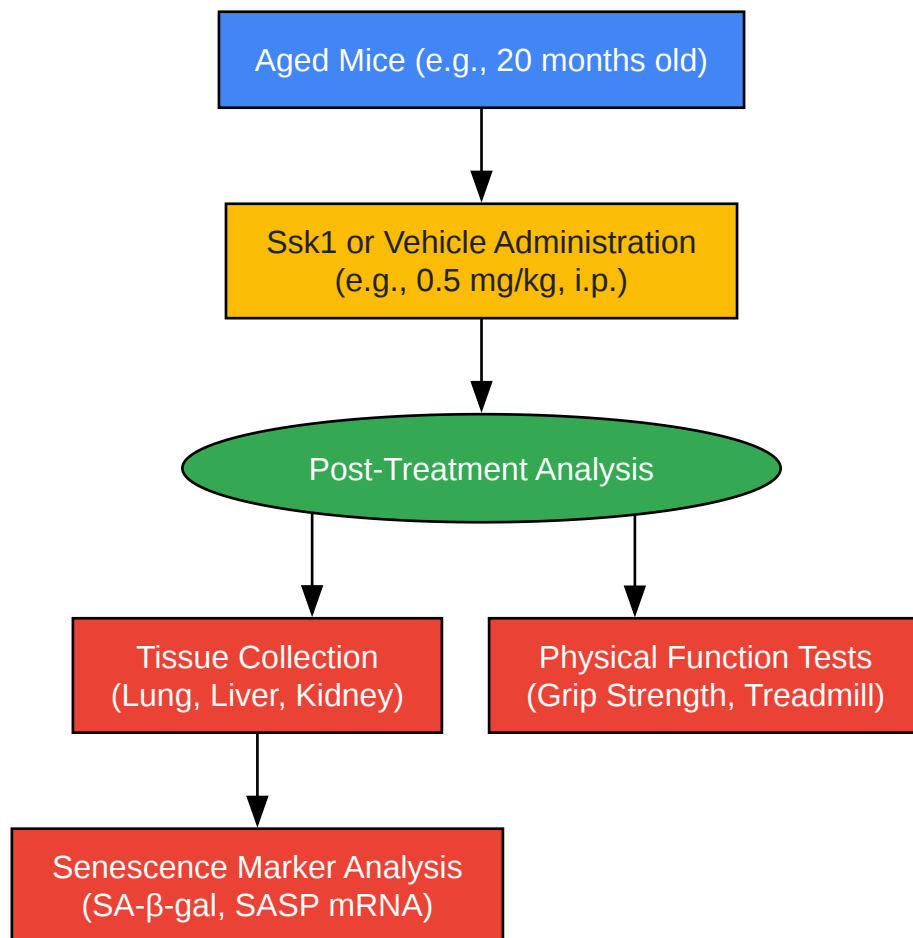 Aged Mice (e.g., 20 months old)
Ssk1 or Vehicle Administration
(e.g., 0.5 mg/kg, i.p.)
Post-Treatment Analysis
Tissue Collection
(Lung, Liver, Kidney)
Physical Function Tests
(Grip Strength, Treadmill)
Senescence Marker Analysis
(SA-β-gal, SASP mRNA)